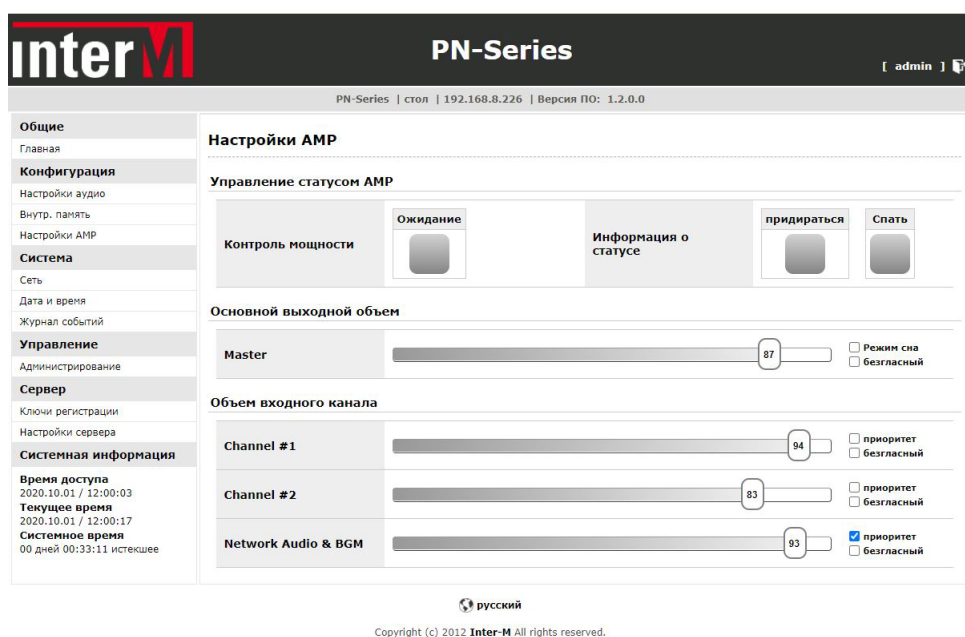 inter M
PN-Series
[ admin ]
PN-Series | стол | 192.168.8.226 | Версия ПО: 1.2.0.0
Общие
Главная
Конфигурация
Настройки аудио
Внутр. память
Настройки AMP
Система
Сеть
Дата и время
Журнал событий
Управление
Администрирование
Сервер
Ключи регистрации
Настройки сервера
Системная информация
Время доступа
2020.10.01 / 12:00:03
Текущее время
2020.10.01 / 12:00:17
Системное время
00 дней 00:33:11 истекшее
Настройки AMP
Управление статусом AMP
Контроль мощности
Ожидание
Информация о
статусе
придираться
Спать
Основной выходной объем
Master
87
Режим сна
безгласный
Объем входного канала
Channel #1
94
приоритет
безгласный
Channel #2
83
приоритет
безгласный
Network Audio & BGM
93
приоритет
безгласный
русский
Copyright (c) 2012 Inter-M All rights reserved.